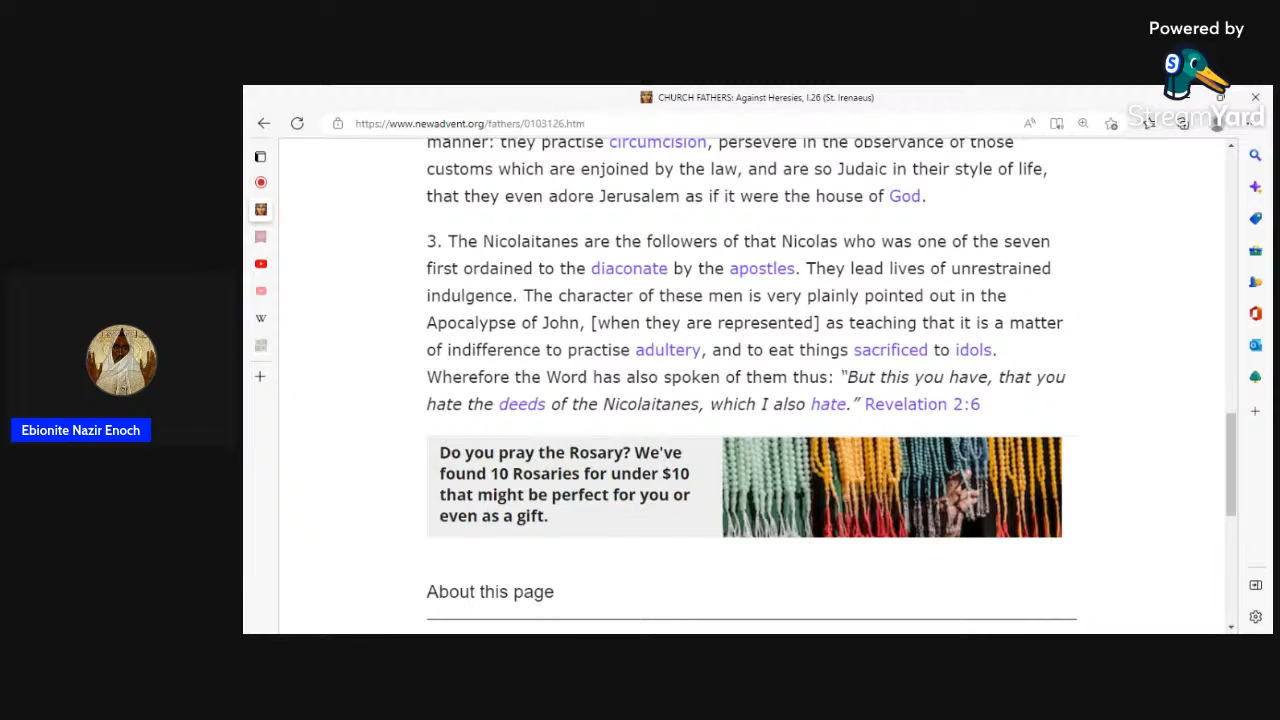 Powered by
S
StreamYard
CHURCH FATHERS: Against Heresies, I.26 (St. Irenaeus)
https://www.newadvent.org/fathers/0103126.htm
manner: they practise circumcision, persevere in the observance of those
customs which are enjoined by the law, and are so Judaic in their style of life,
that they even adore Jerusalem as if it were the house of God.
3. The Nicolaitanes are the followers of that Nicolas who was one of the seven
first ordained to the diaconate by the apostles. They lead lives of unrestrained
indulgence. The character of these men is very plainly pointed out in the
Apocalypse of John, [when they are represented] as teaching that it is a matter
of indifference to practise adultery, and to eat things sacrificed to idols.
Wherefore the Word has also spoken of them thus: “But this you have, that you
hate the deeds of the Nicolaitanes, which I also hate.” Revelation 2:6
Do you pray the Rosary? We've
found 10 Rosaries for under $10
that might be perfect for you or
even as a gift.
About this page
Ebionite Nazir Enoch
W